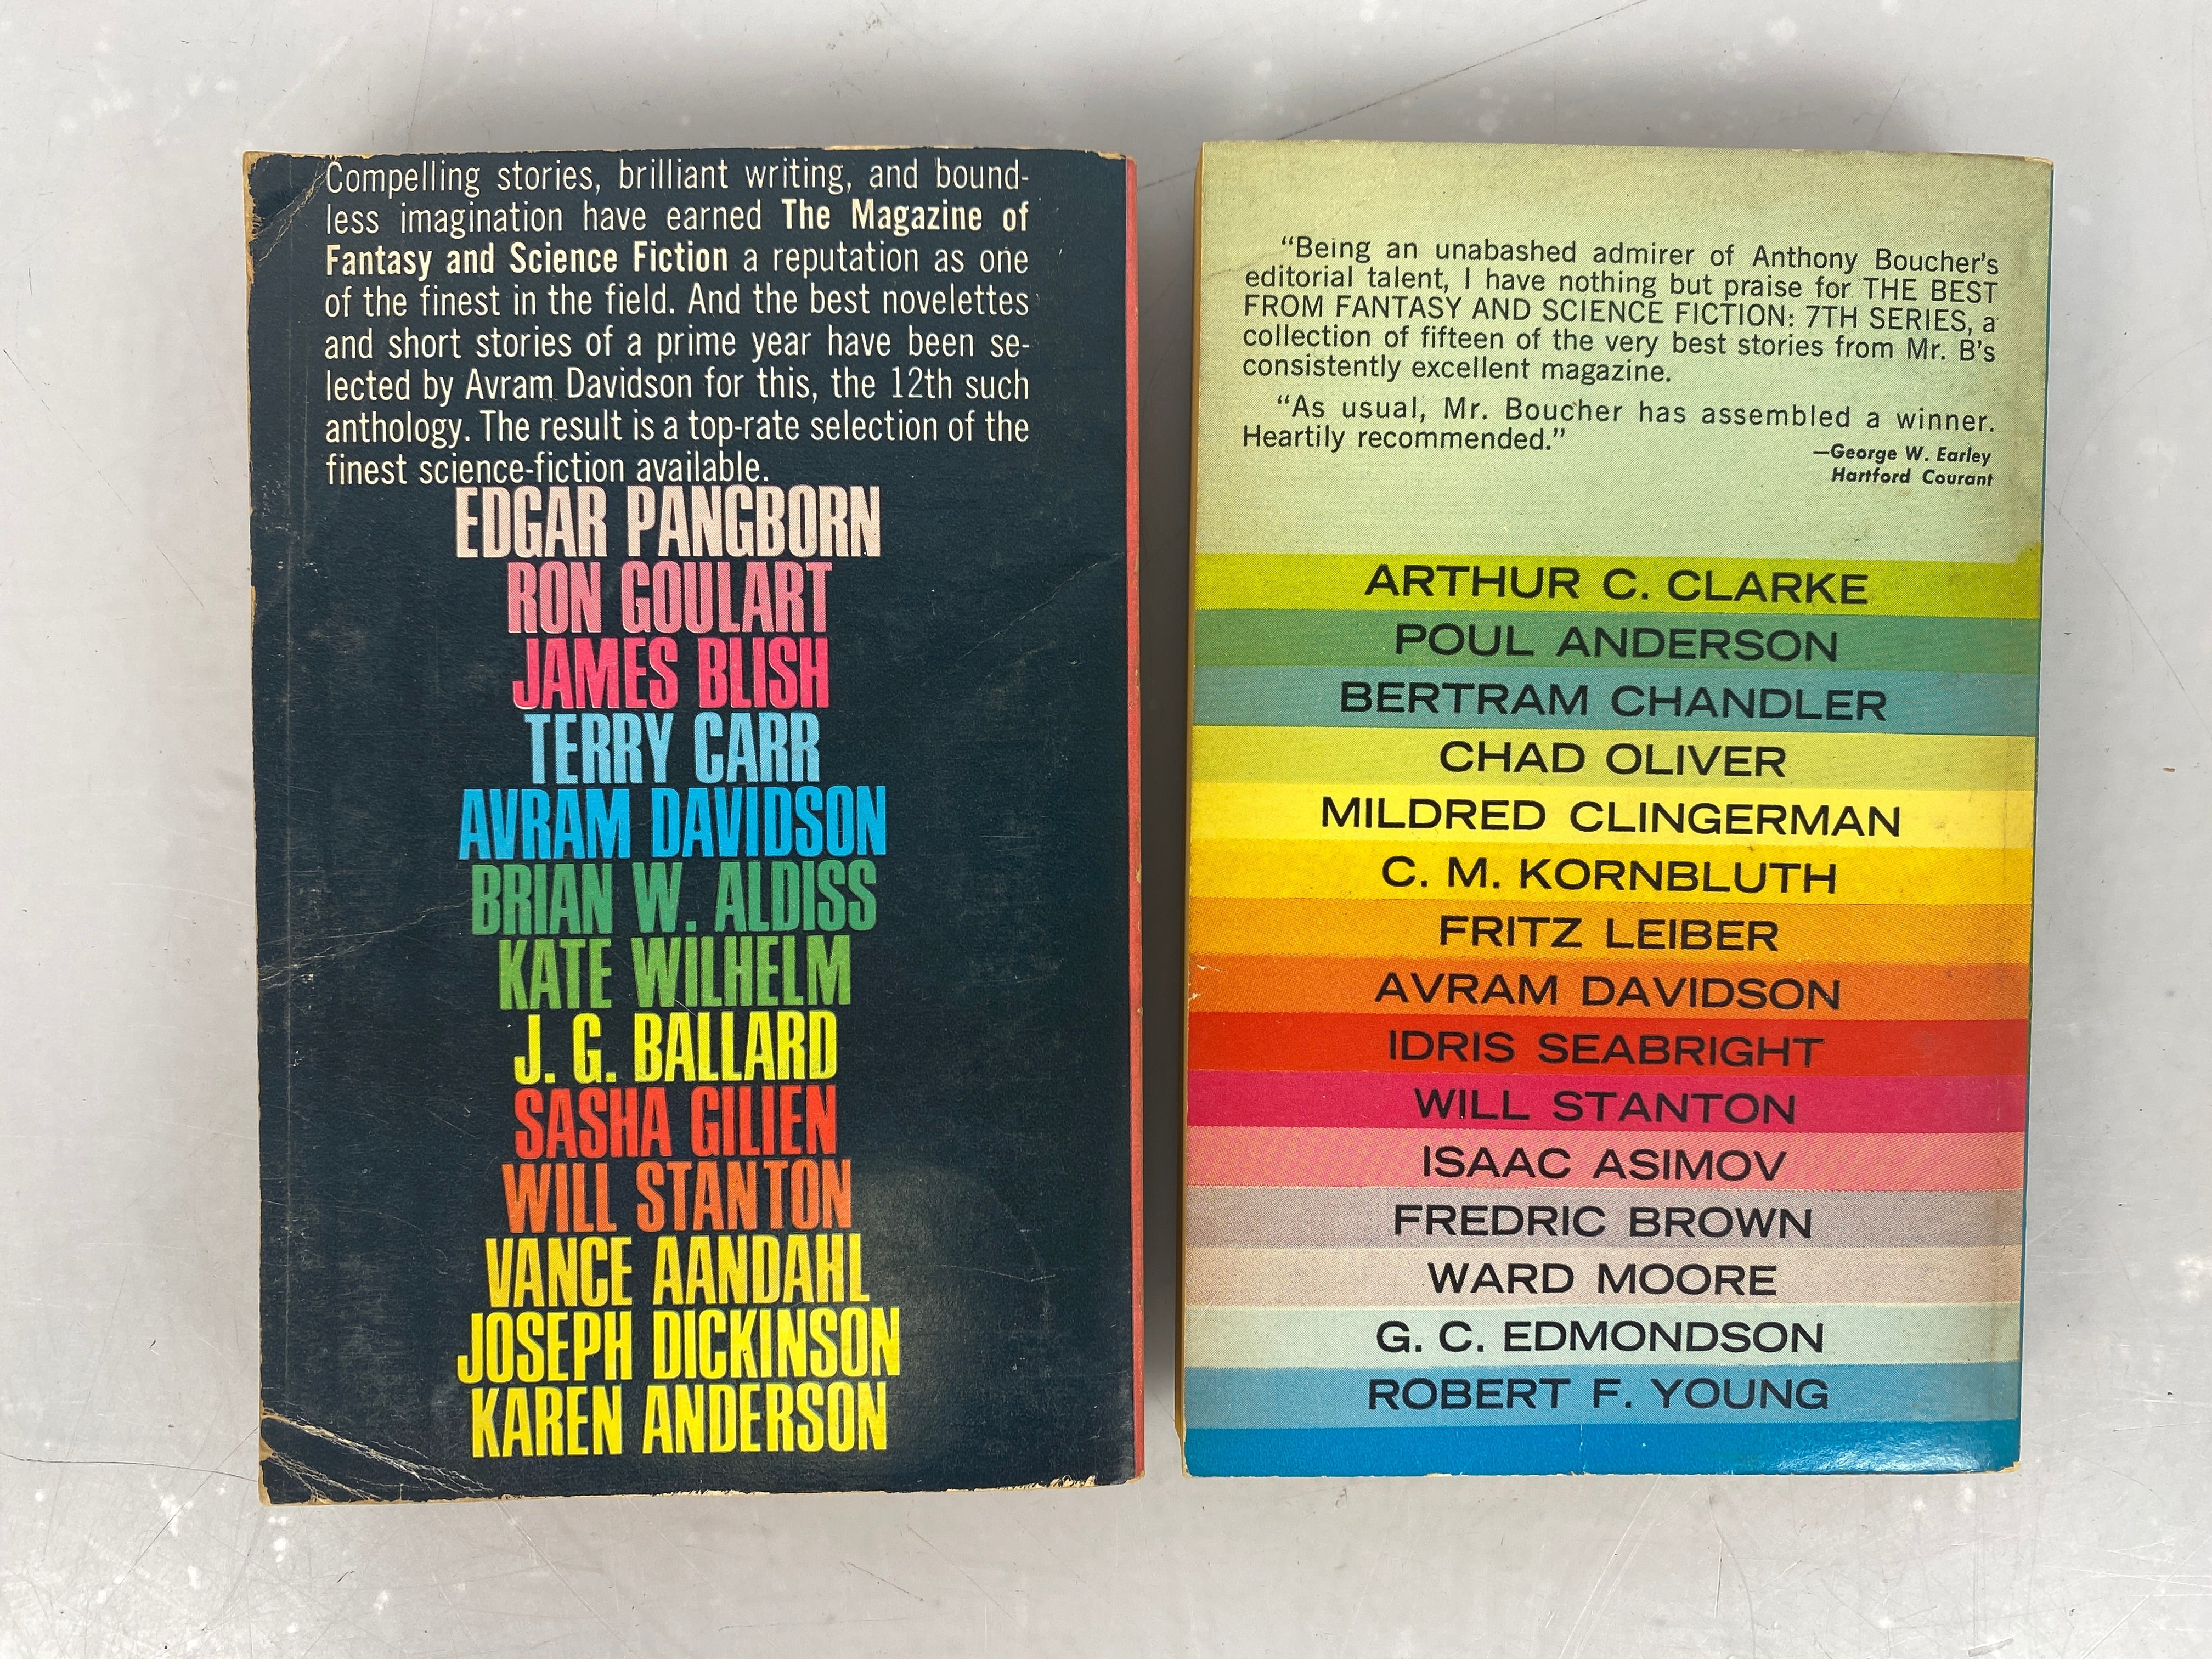 Compelling stories, brilliant writing, and bound-
less imagination have earned The Magazine of
Fantasy and Science Fiction a reputation as one
of the finest in the field. And the best novelettes
and short stories of a prime year have been se-
lected by Avram Davidson for this, the 12th such
anthology. The result is a top-rate selection of the
finest science-fiction available.
EDGAR PANGBORN
RON GOULART
JAMES BLISH
TERRY CARR
AVRAM DAVIDSON
BRIAN W. ALDISS
KATE WILHELM
J. G. BALLARD
SASHA GILIEN
WILL STANTON
VANCE AANDAHL
JOSEPH DICKINSON
KAREN ANDERSON
“Being an unabashed admirer of Anthony Boucher’s
editorial talent, I have nothing but praise for THE BEST
FROM FANTASY AND SCIENCE FICTION: 7TH SERIES, a
collection of fifteen of the very best stories from Mr. B’s
consistently excellent magazine.
“As usual, Mr. Boucher has assembled a winner.
Heartily recommended.”
—George W. Earley
Hartford Courant
ARTHUR C. CLARKE
POUL ANDERSON
BERTRAM CHANDLER
CHAD OLIVER
MILDRED CLINGERMAN
C. M. KORNBLUTH
FRITZ LEIBER
AVRAM DAVIDSON
IDRIS SEABRIGHT
WILL STANTON
ISAAC ASIMOV
FREDRIC BROWN
WARD MOORE
G. C. EDMONDSON
ROBERT F. YOUNG